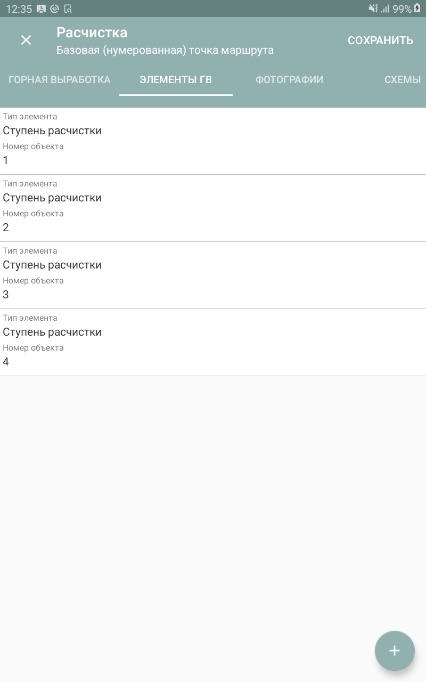 12:35
99%
Расчистка
Базовая (нумерованная) точка маршрута
СОХРАНИТЬ
ГОРНАЯ ВЫРАБОТКА
ЭЛЕМЕНТЫ ГВ
ФОТОГРАФИИ
СХЕМЫ
Тип элемента
Ступень расчистки
Номер объекта
1
Тип элемента
Ступень расчистки
Номер объекта
2
Тип элемента
Ступень расчистки
Номер объекта
3
Тип элемента
Ступень расчистки
Номер объекта
4